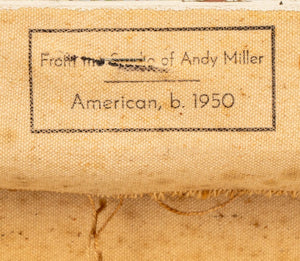 From the Studio of Andy Miller
American, b. 1950